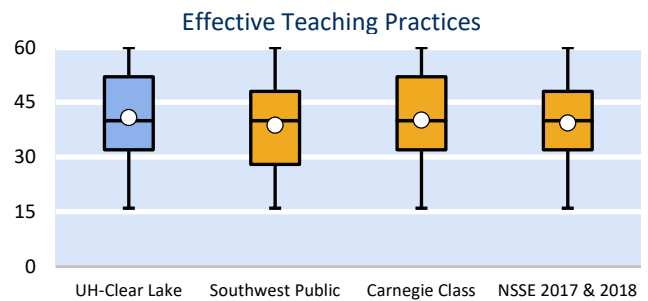 Effective Teaching Practices
60
45
30
15
0
UH-Clear Lake
Southwest Public
Carnegie Class
NSSE 2017 & 2018